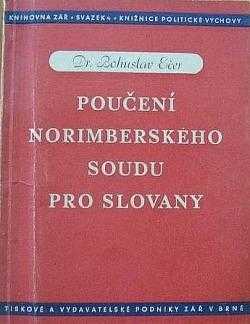 KNIHOVNA ZÁŘ • SVAZEK 4 • KNIŽNICE POLITICKÉ VÝCHOVY
Dr. Bohuslav Ečer
POUČENÍ
NORIMBERSKÉHO
SOUDU
PRO SLOVANY
TISKOVÉ A VYDAVATELSKÉ PODNIKY ZÁŘ V BRNĚ